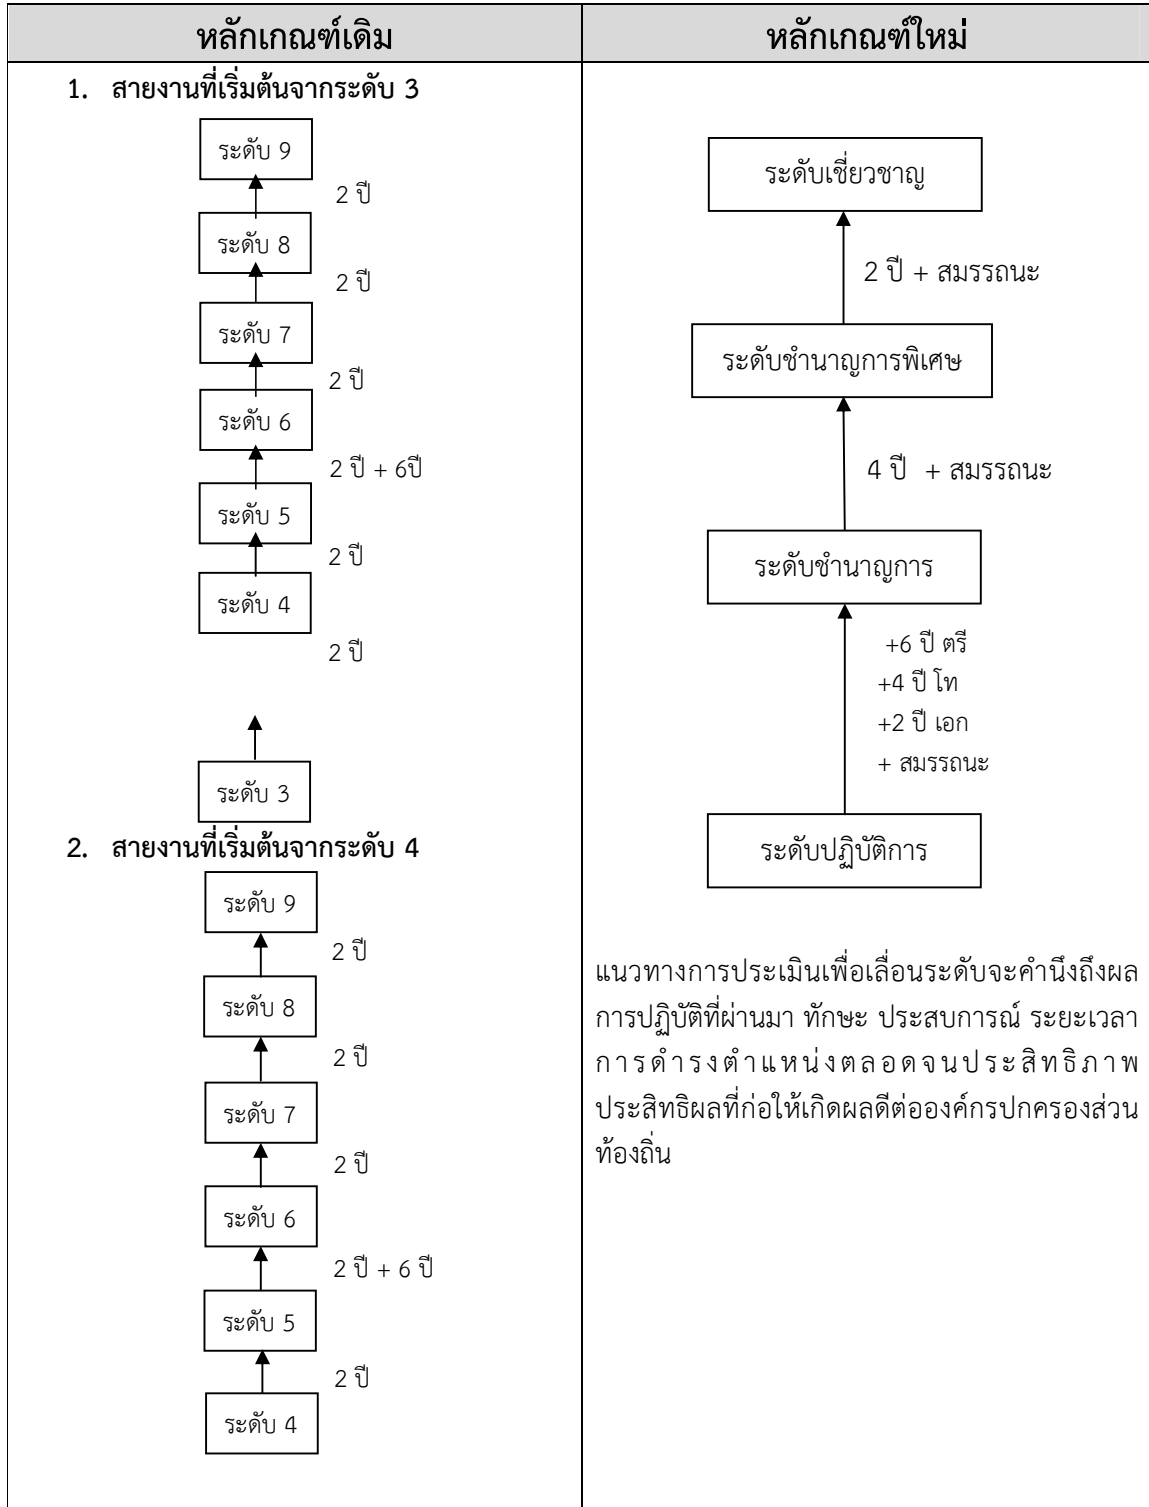 หลักเกณฑ์เดิม
หลักเกณฑ์ใหม่
1. สายงานที่เริ่มต้นจากระดับ 3
ระดับ 9
2 ปี
ระดับ 8
2 ปี
ระดับ 7
2 ปี
ระดับ 6
2 ปี + 6ปี
ระดับ 5
2 ปี
ระดับ 4
2 ปี
ระดับ 3
2. สายงานที่เริ่มต้นจากระดับ 4
ระดับ 9
2 ปี
ระดับ 8
2 ปี
ระดับ 7
2 ปี
ระดับ 6
2 ปี + 6 ปี
ระดับ 5
2 ปี
ระดับ 4
ระดับเชี่ยวชาญ
2 ปี + สมรรถนะ
ระดับชำนาญการพิเศษ
4 ปี + สมรรถนะ
ระดับชำนาญการ
+6 ปี ตรี
+4 ปี โท
+2 ปี เอก
+ สมรรถนะ
ระดับปฏิบัติการ
แนวทางการประเมินเพื่อเลื่อนระดับจะคำนึงถึงผล
การปฏิบัติที่ผ่านมา ทักษะ ประสบการณ์ ระยะเวลา
การดำรงตำแหน่งตลอดจนประสิทธิภาพ
ประสิทธิผลที่ก่อให้เกิดผลดีต่อองค์กรปกครองส่วน
ท้องถิ่น